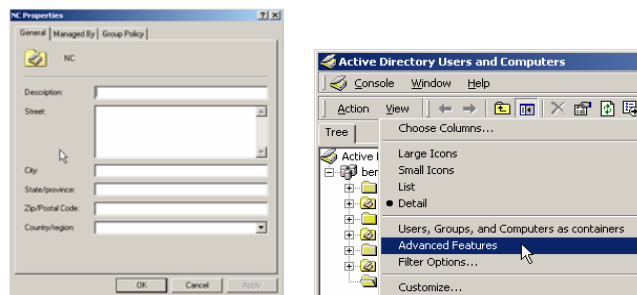 NC Properties
General
Managed By
Group Policy
NC
Description:
Street:
City:
State/province:
Zip/Postal Code:
Country/region:
OK
Cancel
Apply
Active Directory Users and Computers
Console Window Help
Action View
Tree
Choose Columns...
Active
ber
Large Icons
Small Icons
List
Detail
Users, Groups, and Computers as containers
Advanced Features
Filter Options...
Customize...